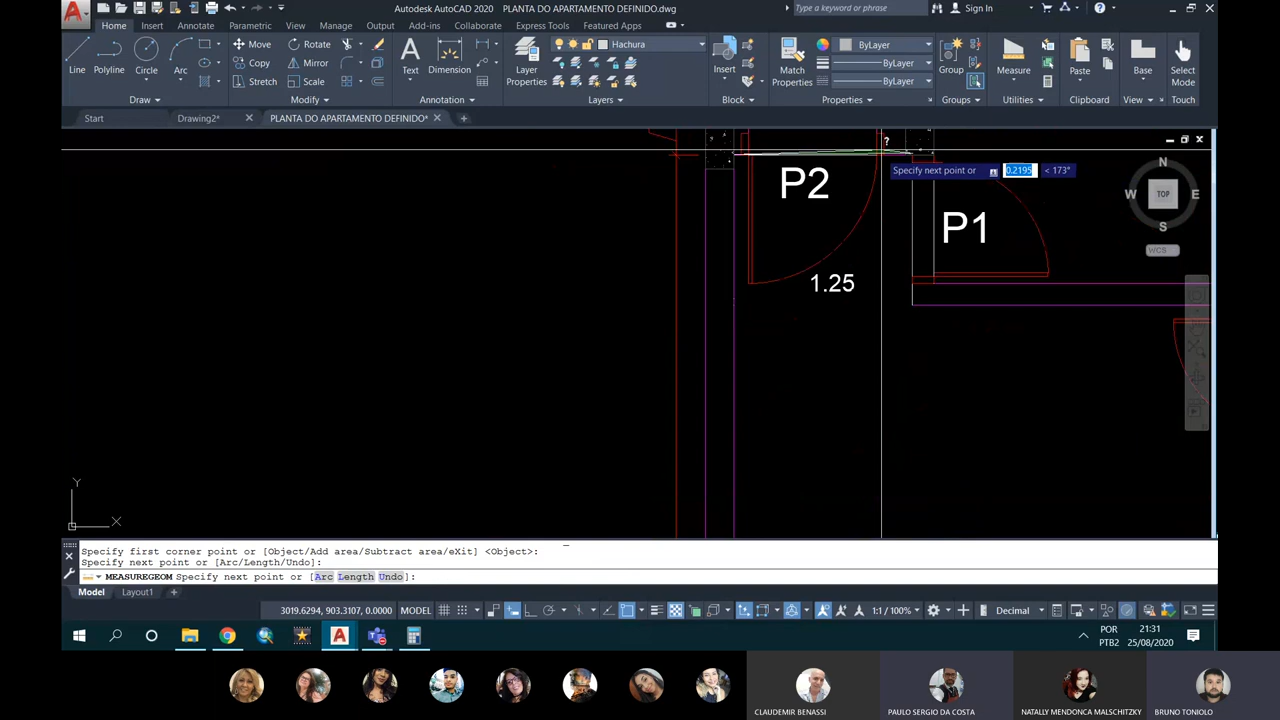 Autodesk AutoCAD 2020 PLANTA DO APARTAMENTO DEFINIDO.dwg
Type a keyword or phrase
Sign In
Home Insert Annotate Parametric View Manage Output Add-ins Collaborate Express Tools Featured Apps
Line Polyline Circle Arc
Move Rotate
Copy Mirror
Stretch Scale
Text Dimension
Layer Properties
Hachura
Insert
Match Properties
ByLayer
ByLayer
ByLayer
Group
Measure
Paste
Base
Select Mode
Draw Modify Annotation Layers Block Properties Groups Utilities Clipboard View Touch
Start Drawing2* PLANTA DO APARTAMENTO DEFINIDO*
?
Specify next point or 0.2195 < 173°
N
W TOP E
S
WCS
P2
P1
1.25
Y
X
Specify first corner point or [Object/Add area/Subtract area/eXit] <Object>:
Specify next point or [Arc/Length/Undo]:
MEASUREGEOM Specify next point or [Arc Length Undo]:
Model Layout1
3019.6294, 903.3107, 0.0000 MODEL 1:1 / 100% Decimal
POR
PTB2
21:31
25/08/2020
CLAUDEMIR BENASSI
PAULO SERGIO DA COSTA
NATALLY MENDONCA MALSCHITZKY
BRUNO TONIOLO